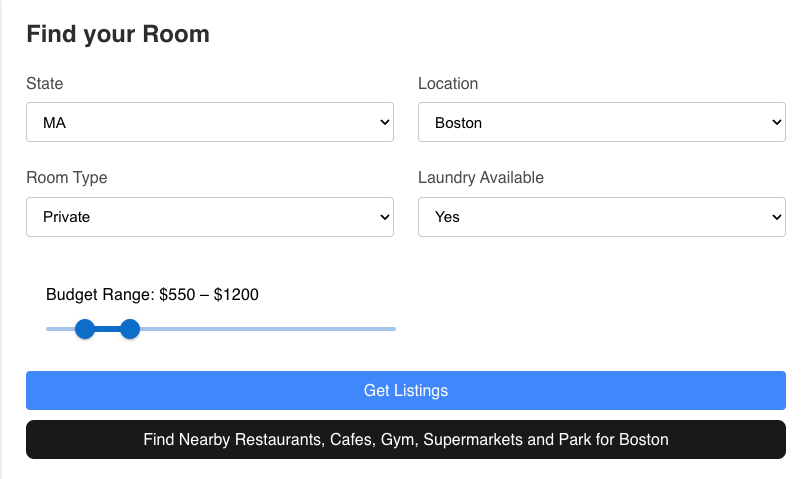 Find your Room
State
Location
MA
Boston
Room Type
Laundry Available
Private
Yes
Budget Range: $550 – $1200
Get Listings
Find Nearby Restaurants, Cafes, Gym, Supermarkets and Park for Boston